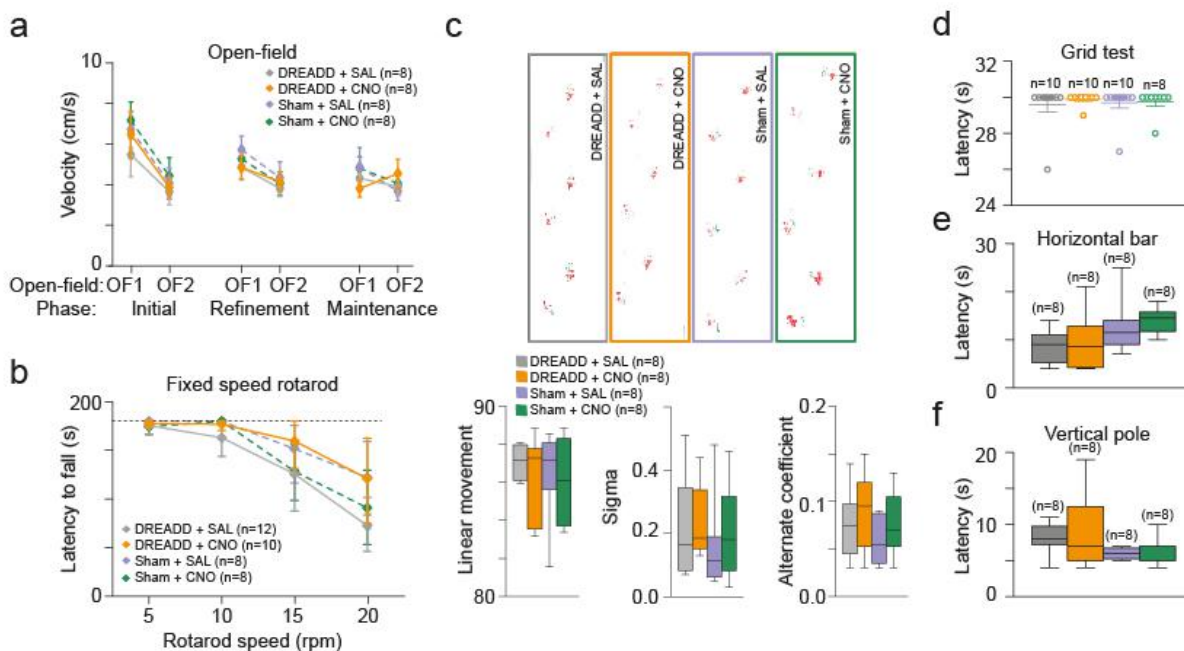 a
Open-field
DREADD + SAL (n=8)
DREADD + CNO (n=8)
Sham + SAL (n=8)
Sham + CNO (n=8)
Velocity (cm/s)
10
0
Open-field: OF1 OF2 OF1 OF2 OF1 OF2
Phase: Initial Refinement Maintenance
b
Fixed speed rotarod
Latency to fall (s)
200
0
DREADD + SAL (n=12)
DREADD + CNO (n=10)
Sham + SAL (n=8)
Sham + CNO (n=8)
5 10 15 20
Rotarod speed (rpm)
c
DREADD + SAL
DREADD + CNO
Sham + SAL
Sham + CNO
DREADD + SAL (n=8)
DREADD + CNO (n=8)
Sham + SAL (n=8)
Sham + CNO (n=8)
Linear movement
90
80
Sigma
0.4
0.2
0.0
Alternate coefficient
0.2
0.1
0.0
d
Grid test
Latency (s)
32
30
28
26
24
n=10 n=10 n=10 n=8
e
Horizontal bar
Latency (s)
30
0
(n=8) (n=8) (n=8) (n=8)
f
Vertical pole
Latency (s)
20
10
0
(n=8) (n=8) (n=8) (n=8)